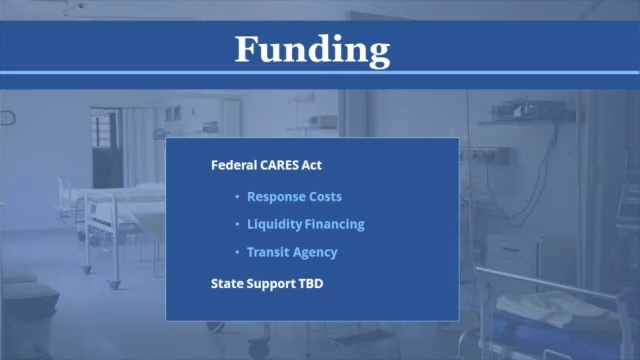 Funding
Federal CARES Act
• Response Costs
• Liquidity Financing
• Transit Agency
State Support TBD